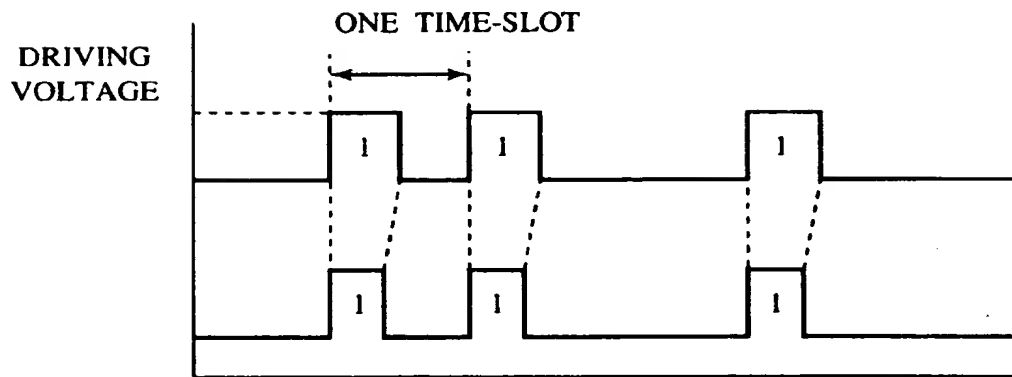 ONE TIME-SLOT
DRIVING
VOLTAGE
1 1 1
1 1 1